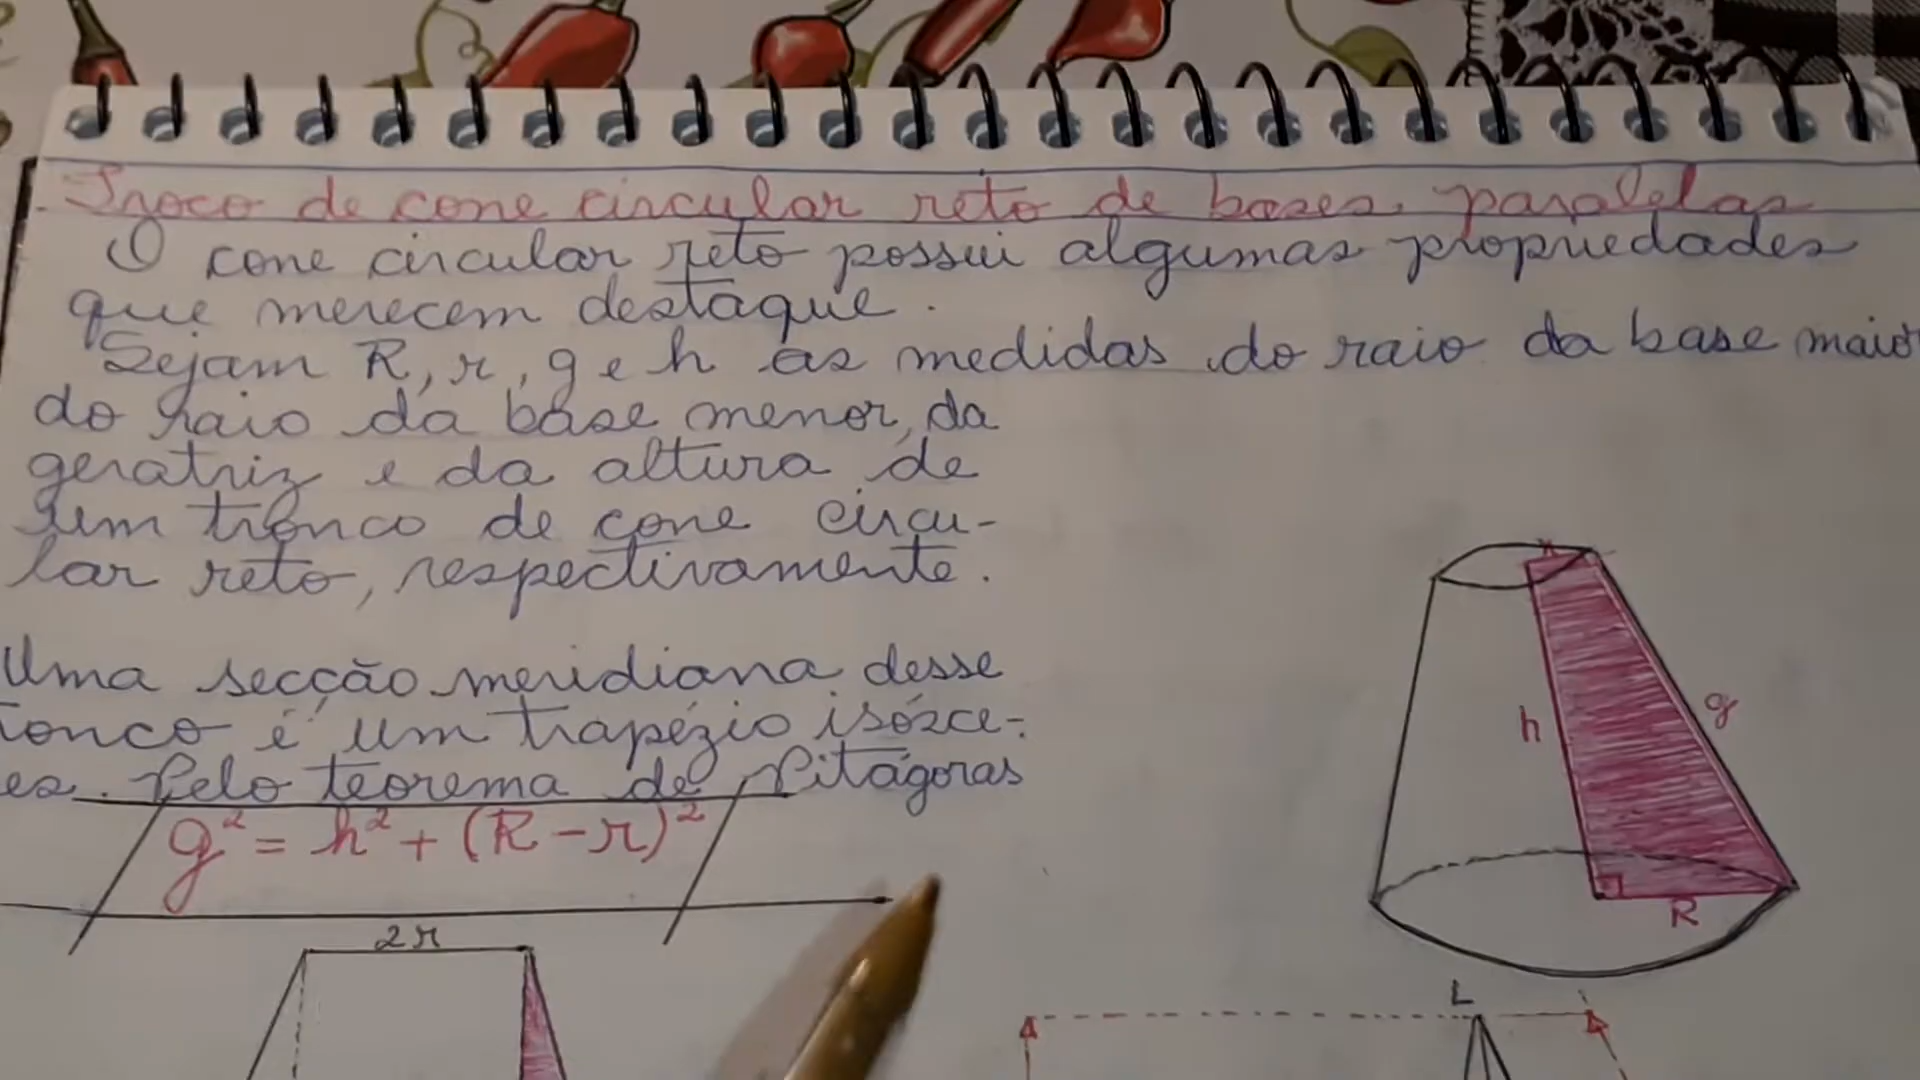 Troco de cone circular reto de bases paralelas
O cone circular reto possui algumas propriedades
que merecem destaque.
Sejam R, r, g e h as medidas do raio da base maior
do raio da base menor, da
geratriz e da altura de
um tronco de cone circu-
lar reto, respectivamente.
Uma secção meridiana desse
ronco é um trapézio isósce-
es. Pelo teorema de Pitágoras
g² = h² + (R - r)²
2r
h
g
R
L